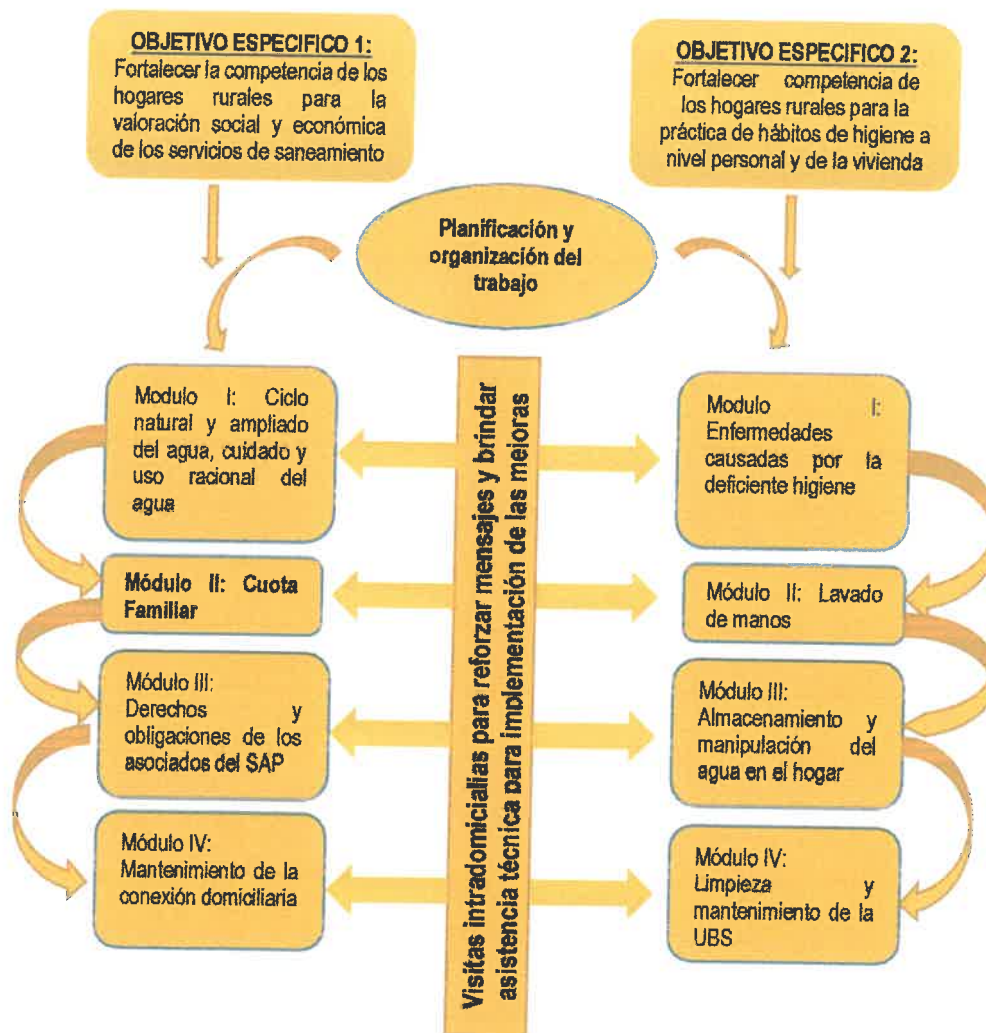 OBJETIVO ESPECIFICO 1:
Fortalecer la competencia de los
hogares rurales para la
valoración social y económica
de los servicios de saneamiento
OBJETIVO ESPECIFICO 2:
Fortalecer competencia de
los hogares rurales para la
práctica de hábitos de higiene a
nivel personal y de la vivienda
Planificación y
organización del
trabajo
Modulo I: Ciclo
natural y ampliado
del agua, cuidado y
uso racional del
agua
Módulo II: Cuota
Familiar
Módulo III:
Derechos y
obligaciones de los
asociados del SAP
Módulo IV:
Mantenimiento de la
conexión domiciliaria
Visitas intradomicialias para reforzar mensajes y brindar
asistencia técnica para implementación de las mejoras
Modulo I:
Enfermedades
causadas por la
deficiente higiene
Módulo II: Lavado
de manos
Módulo III:
Almacenamiento y
manipulación del
agua en el hogar
Módulo IV:
Limpieza y
mantenimiento de la
UBS